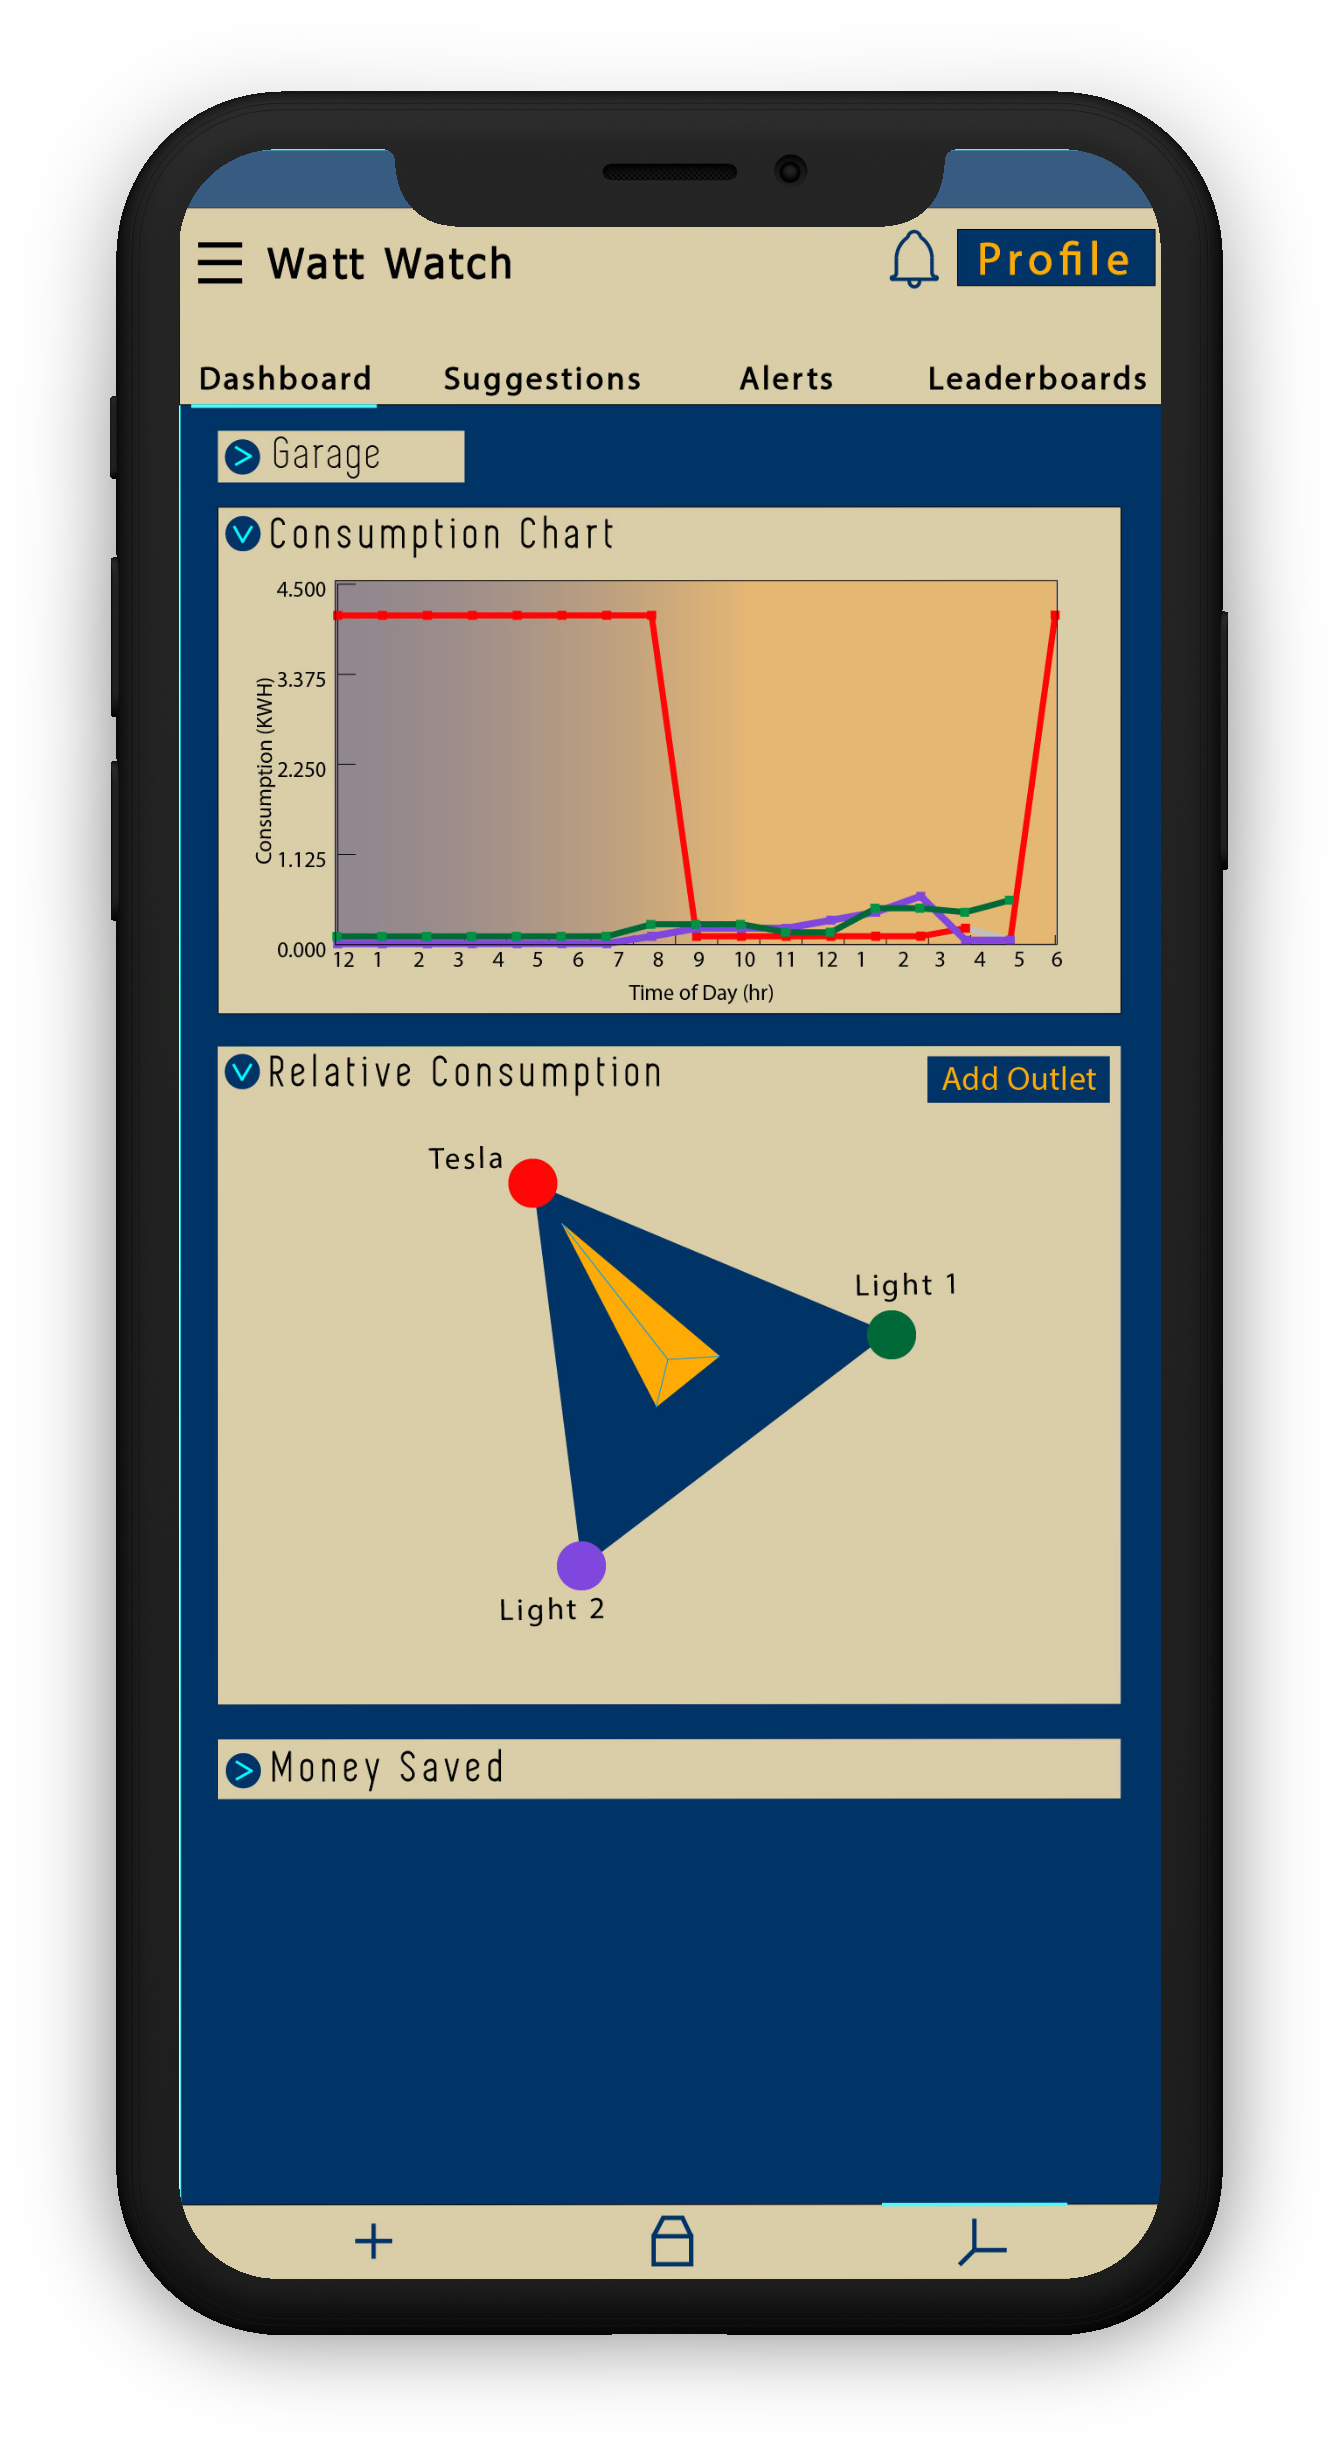 Watt Watch
Profile
Dashboard Suggestions Alerts Leaderboards
Garage
Consumption Chart
4.500
3.375
2.250
1.125
0.000
Consumption (KWH)
12 1 2 3 4 5 6 7 8 9 10 11 12 1 2 3 4 5 6
Time of Day (hr)
Relative Consumption
Add Outlet
Tesla
Light 1
Light 2
Money Saved